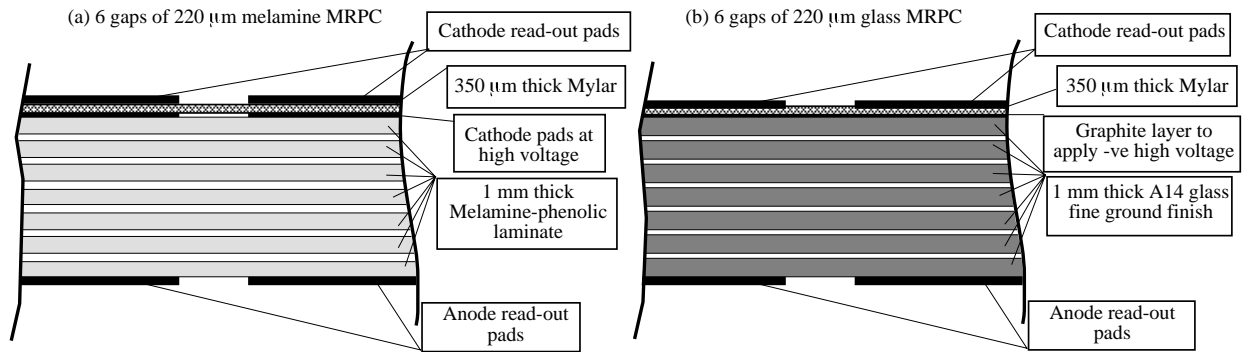 (a) 6 gaps of 220 µm melamine MRPC
Cathode read-out pads
350 µm thick Mylar
Cathode pads at
high voltage
1 mm thick
Melamine-phenolic
laminate
Anode read-out
pads
(b) 6 gaps of 220 µm glass MRPC
Cathode read-out pads
350 µm thick Mylar
Graphite layer to
apply -ve high voltage
1 mm thick A14 glass
fine ground finish
Anode read-out
pads